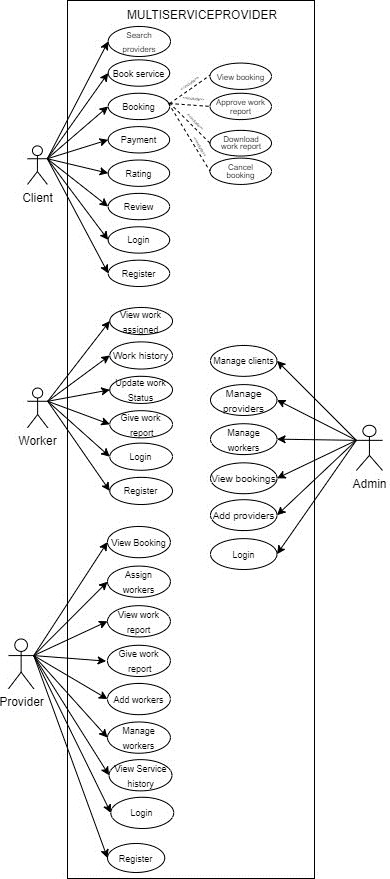 MULTISERVICEPROVIDER
Search
providers
Book service
Booking
View booking
Approve work
report
Download
work report
Cancel
booking
Payment
Rating
Review
Login
Register
Client
View work
assigned
Work history
Update work
Status
Give work
report
Login
Register
Worker
Manage clients
Manage
providers
Manage
workers
View bookings
Add providers
Login
Admin
View Booking
Assign
workers
View work
report
Give work
report
Add workers
Manage
workers
View Service
history
Login
Register
Provider